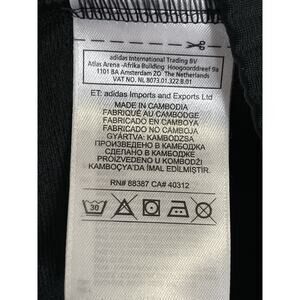 adidas International Trading BV
Atlas Arena -Afrika Building Hoogoorddreef 9a
1101 BA Amsterdam ZO The Netherlands
VAT NO. NL 8073.01.322.B.01
ET: adidas Imports and Exports Ltd
MADE IN CAMBODIA
FABRIQUÉ AU CAMBODGE
FABRICADO EN CAMBOYA
FABRICADO NO CAMBOJA
GYÁRTÁSI HELY: KAMBODZSA
ПРОИЗВЕДЕНО В КАМБОДЖА
СДЕЛАНО В КАМБОДЖЕ
PROIZVEDENO U KOMBODŽI
KAMBOÇYA'DA İMAL EDİLMİŞTİR.
RN# 88387 CA# 40312
30